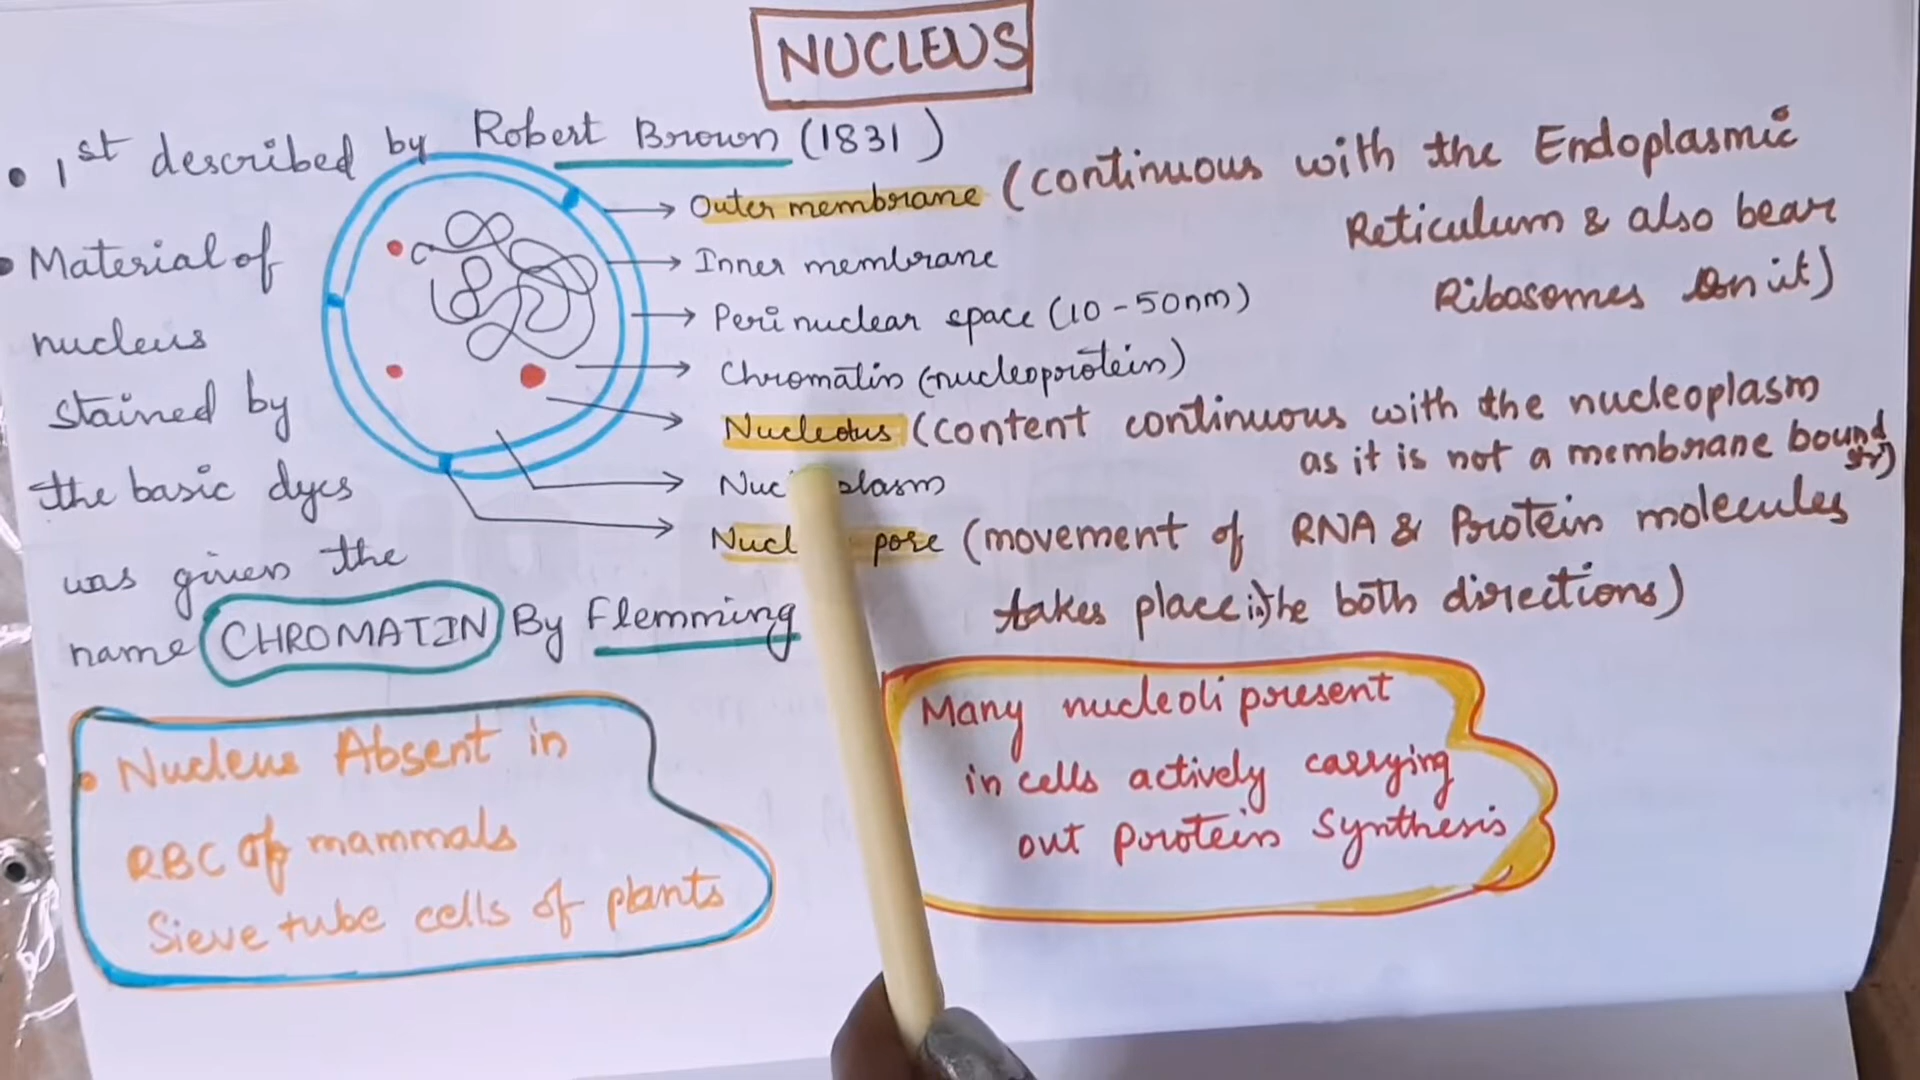 NUCLEUS
• 1st described by Robert Brown (1831)
• Material of
nucleus
stained by
the basic dyes
was given the
name CHROMATIN By Flemming
Outer membrane (continuous with the Endoplasmic
Reticulum & also bear
Ribosomes on it)
Inner membrane
Perinuclear space (10-50nm)
Chromatin (nucleoprotein)
Nucleolus (content continuous with the nucleoplasm
as it is not a membrane bound
str)
Nuc plasm
Nucl pore (movement of RNA & Protein molecules
takes place in the both directions)
• Nucleus Absent in
RBC of mammals
Sieve tube cells of plants
Many nucleoli present
in cells actively carrying
out protein synthesis